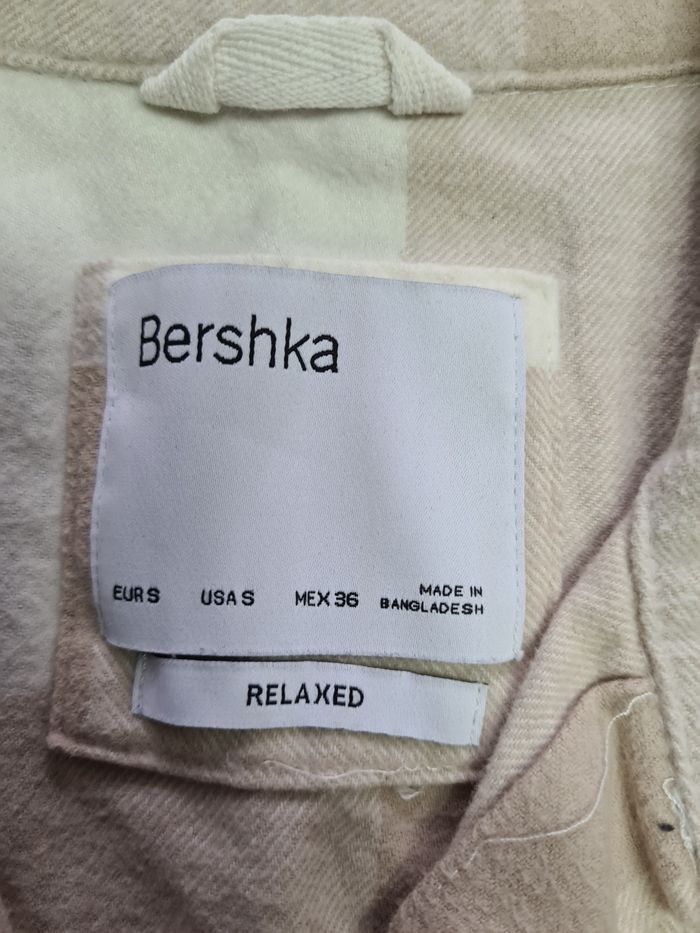 Bershka
EUR S USA S MEX 36 MADE IN
BANGLADESH
RELAXED